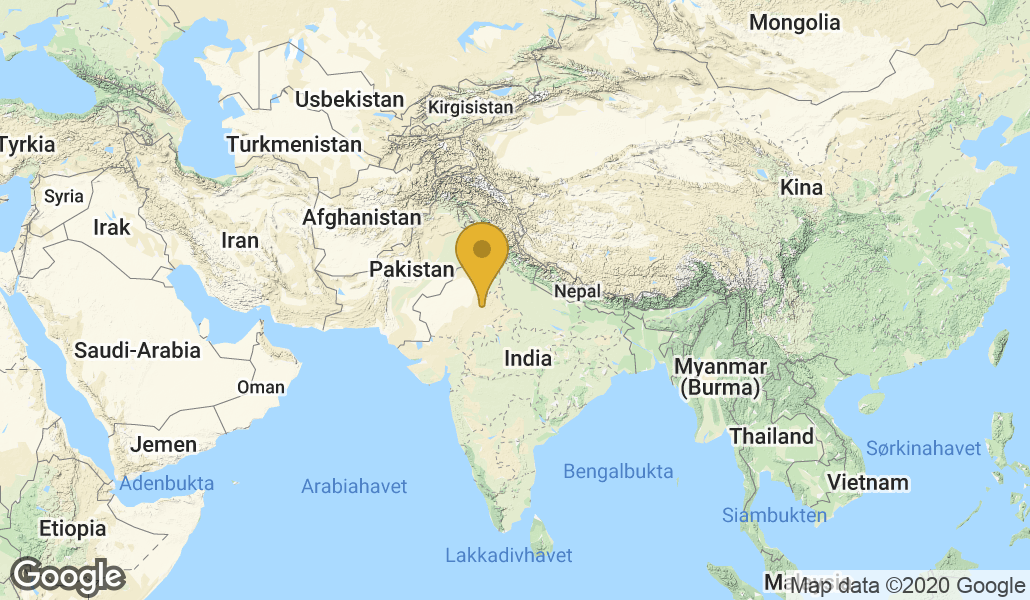 Mongolia
Usbekistan
Kirgisistan
Tyrkia
Turkmenistan
Kina
Syria
Afghanistan
Irak
Iran
Pakistan
Nepal
Saudi-Arabia
India
Myanmar
(Burma)
Oman
Thailand
Jemen
Sørkinahavet
Bengalbukta
Adenbukta
Arabiahavet
Vietnam
Siambukten
Etiopia
Lakkadivhavet
Malaysia
Google
Map data ©2020 Google